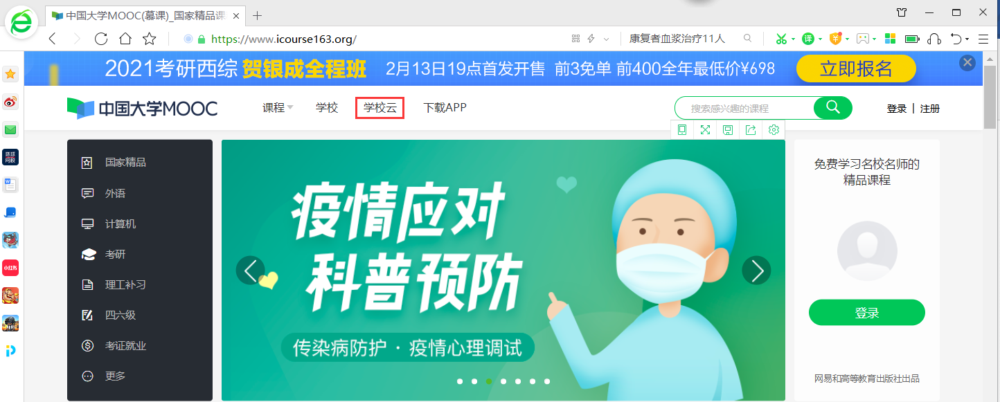 中国大学MOOC(慕课)_国家精品课
https://www.icourse163.org/
康复者血浆治疗11人
译
2021考研西综 贺银成全程班 2月13日19点首发开售 前3免单 前400全年最低价¥698 立即报名
中国大学MOOC
课程 学校 学校云 下载APP
搜索感兴趣的课程
登录 | 注册
国家精品
外语
计算机
考研
理工补习
四六级
考证就业
更多
疫情应对
科普预防
传染病防护 · 疫情心理调试
免费学习名校名师的
精品课程
登录
网易和高等教育出版社出品
环球
网校
小红书